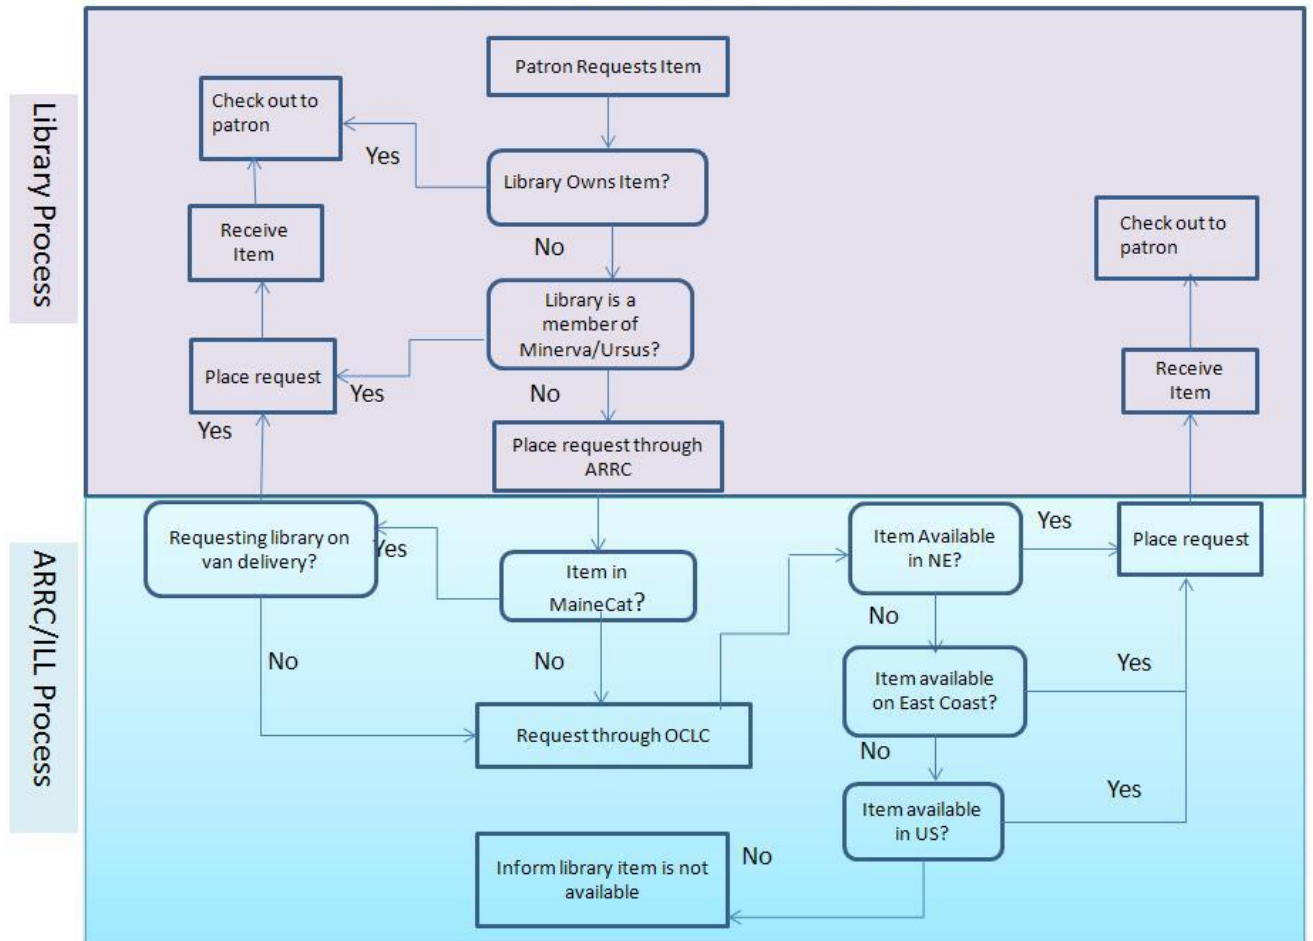 Library Process
Patron Requests Item
Check out to
patron
Yes
Library Owns Item?
No
Receive
Item
Library is a
member of
Minerva/Ursus?
Yes
Place request
No
Yes
Place request through
ARRC
Check out to
patron
Receive
Item
ARRC/ILL Process
Requesting library on
van delivery?
Yes
Item in
MaineCat?
No
No
Request through OCLC
Item Available
in NE?
Yes
Place request
No
Item available
on East Coast?
Yes
No
Item available
in US?
Yes
No
Inform library item is not
available